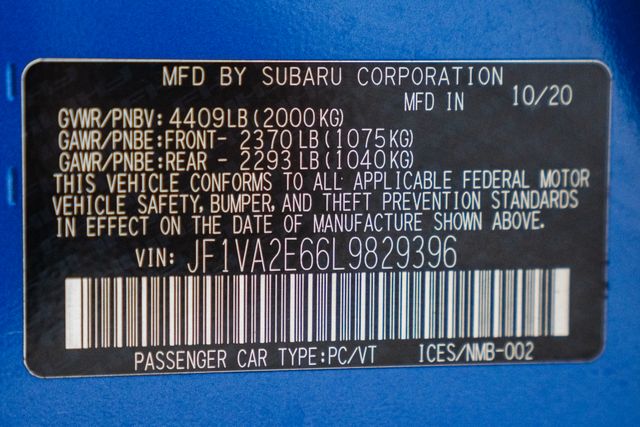 MFD BY SUBARU CORPORATION
MFD IN 10/20
GVWR/PNBV: 4409LB(2000KG)
GAWR/PNBE:FRONT- 2370LB(1075KG)
GAWR/PNBE:REAR - 2293LB(1040KG)
THIS VEHICLE CONFORMS TO ALL APPLICABLE FEDERAL MOTOR
VEHICLE SAFETY, BUMPER, AND THEFT PREVENTION STANDARDS
IN EFFECT ON THE DATE OF MANUFACTURE SHOWN ABOVE.
VIN: JF1VA2E66L9829396
PASSENGER CAR TYPE:PC/VT ICES/NMB-002